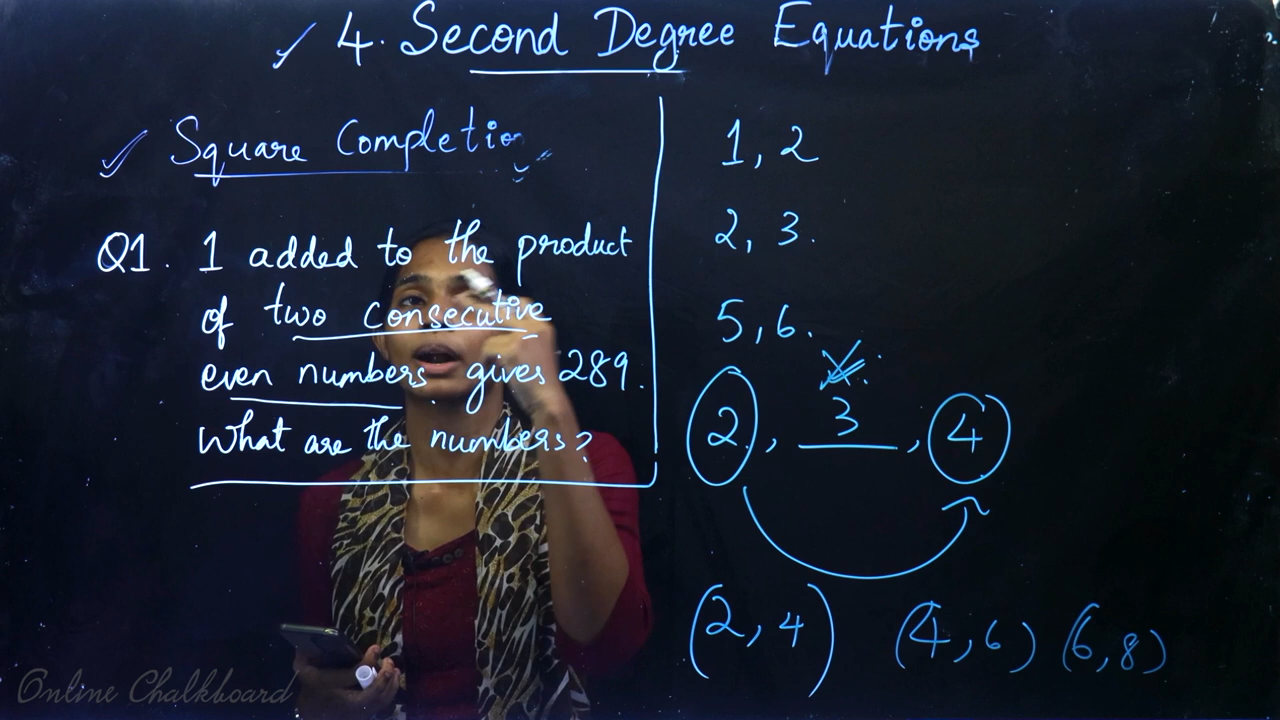 ✓ 4. Second Degree Equations
✓ Square Completion
Q1. 1 added to the product
of two consecutive
even numbers gives 289.
What are the numbers?
1, 2
2, 3.
5, 6.
2, 3, 4
(2, 4) (4, 6) (6, 8)
Online Chalkboard